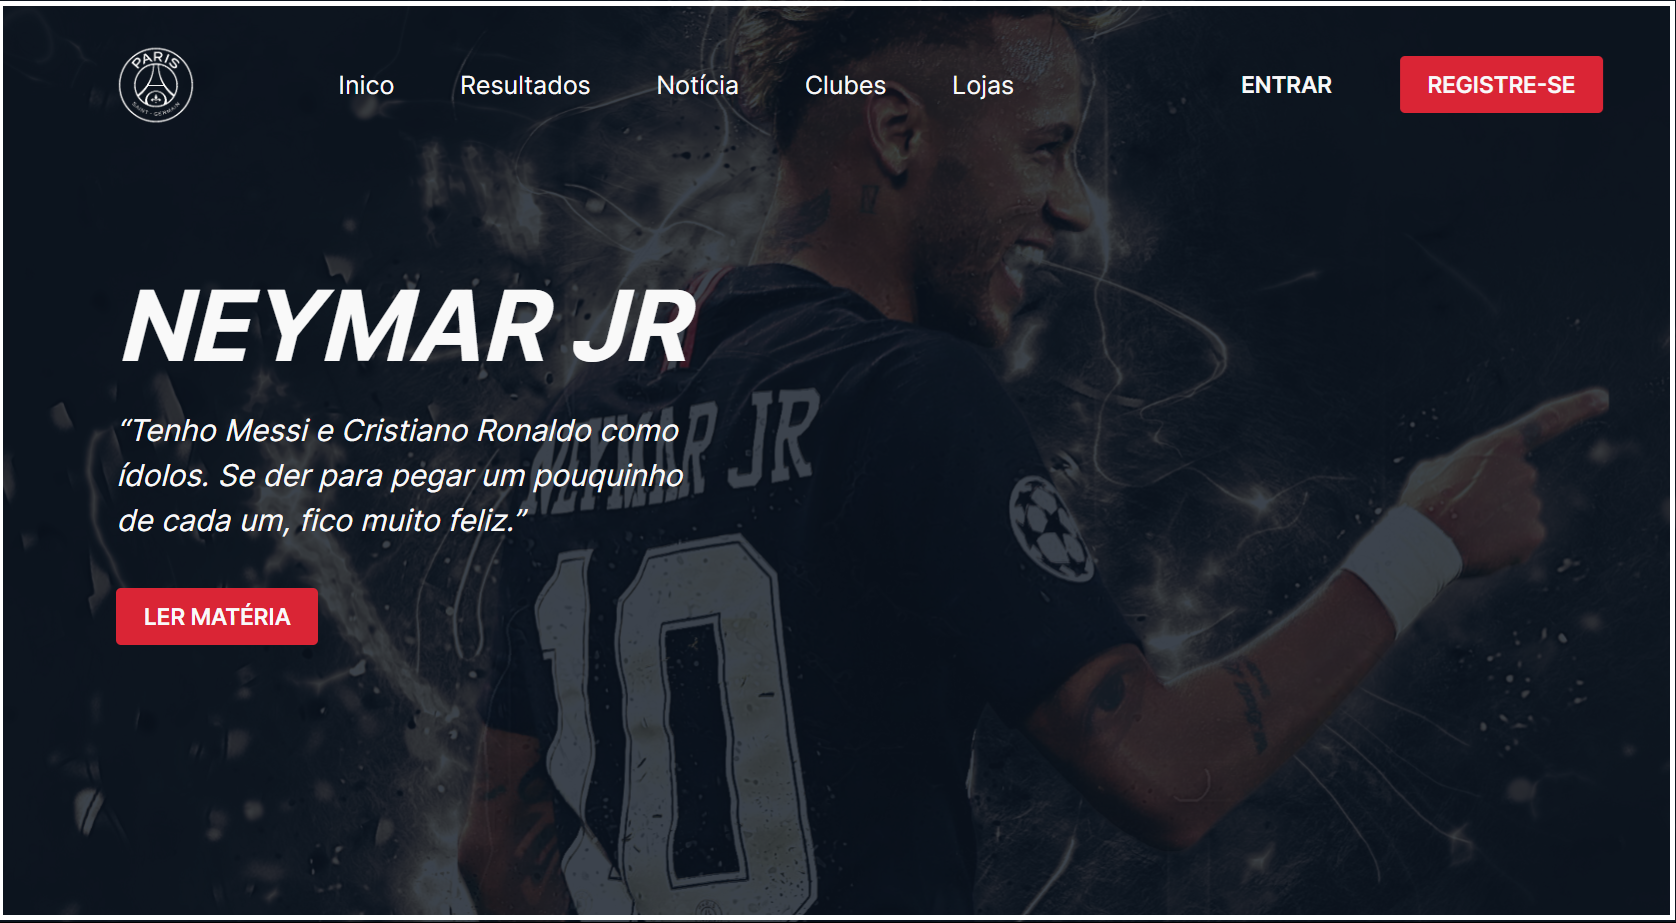 PARIS
SAINT-GERMAIN
Inico
Resultados
Notícia
Clubes
Lojas
ENTRAR
REGISTRE-SE
NEYMAR JR
“Tenho Messi e Cristiano Ronaldo como
ídolos. Se der para pegar um pouquinho
de cada um, fico muito feliz.”
LER MATÉRIA
NEYMAR JR
10